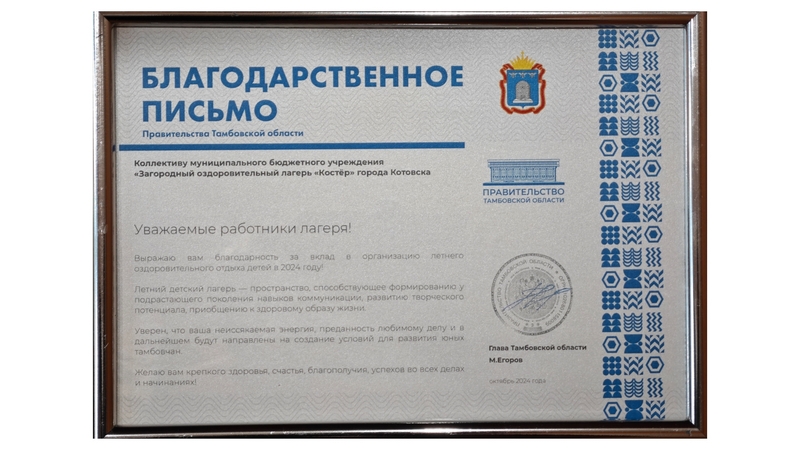 БЛАГОДАРСТВЕННОЕ
ПИСЬМО
Правительства Тамбовской области
Коллективу муниципального бюджетного учреждения
«Загородный оздоровительный лагерь «Костёр» города Котовска
ПРАВИТЕЛЬСТВО
ТАМБОВСКОЙ ОБЛАСТИ
Уважаемые работники лагеря!
Выражаю вам благодарность за вклад в организацию летнего
оздоровительного отдыха детей в 2024 году!
Летний детский лагерь — пространство, способствующее формированию у
подрастающего поколения навыков коммуникации, развитию творческого
потенциала, приобщению к здоровому образу жизни.
Уверен, что ваша неиссякаемая энергия, преданность любимому делу и в
дальнейшем будут направлены на создание условий для развития юных
тамбовчан.
Желаю вам крепкого здоровья, счастья, благополучия, успехов во всех делах
и начинаниях!
Глава Тамбовской области
М.Егоров
октябрь 2024 года